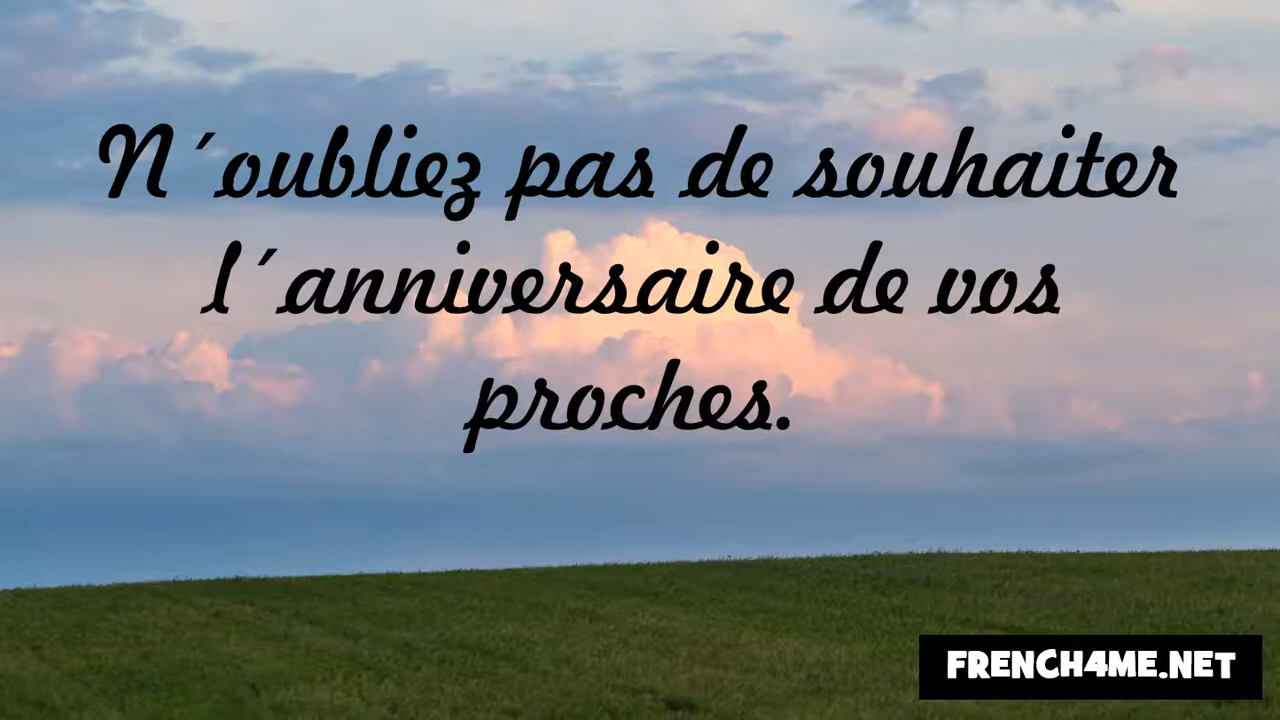 N´oubliez pas de souhaiter
l´anniversaire de vos
proches.
FRENCH4ME.NET